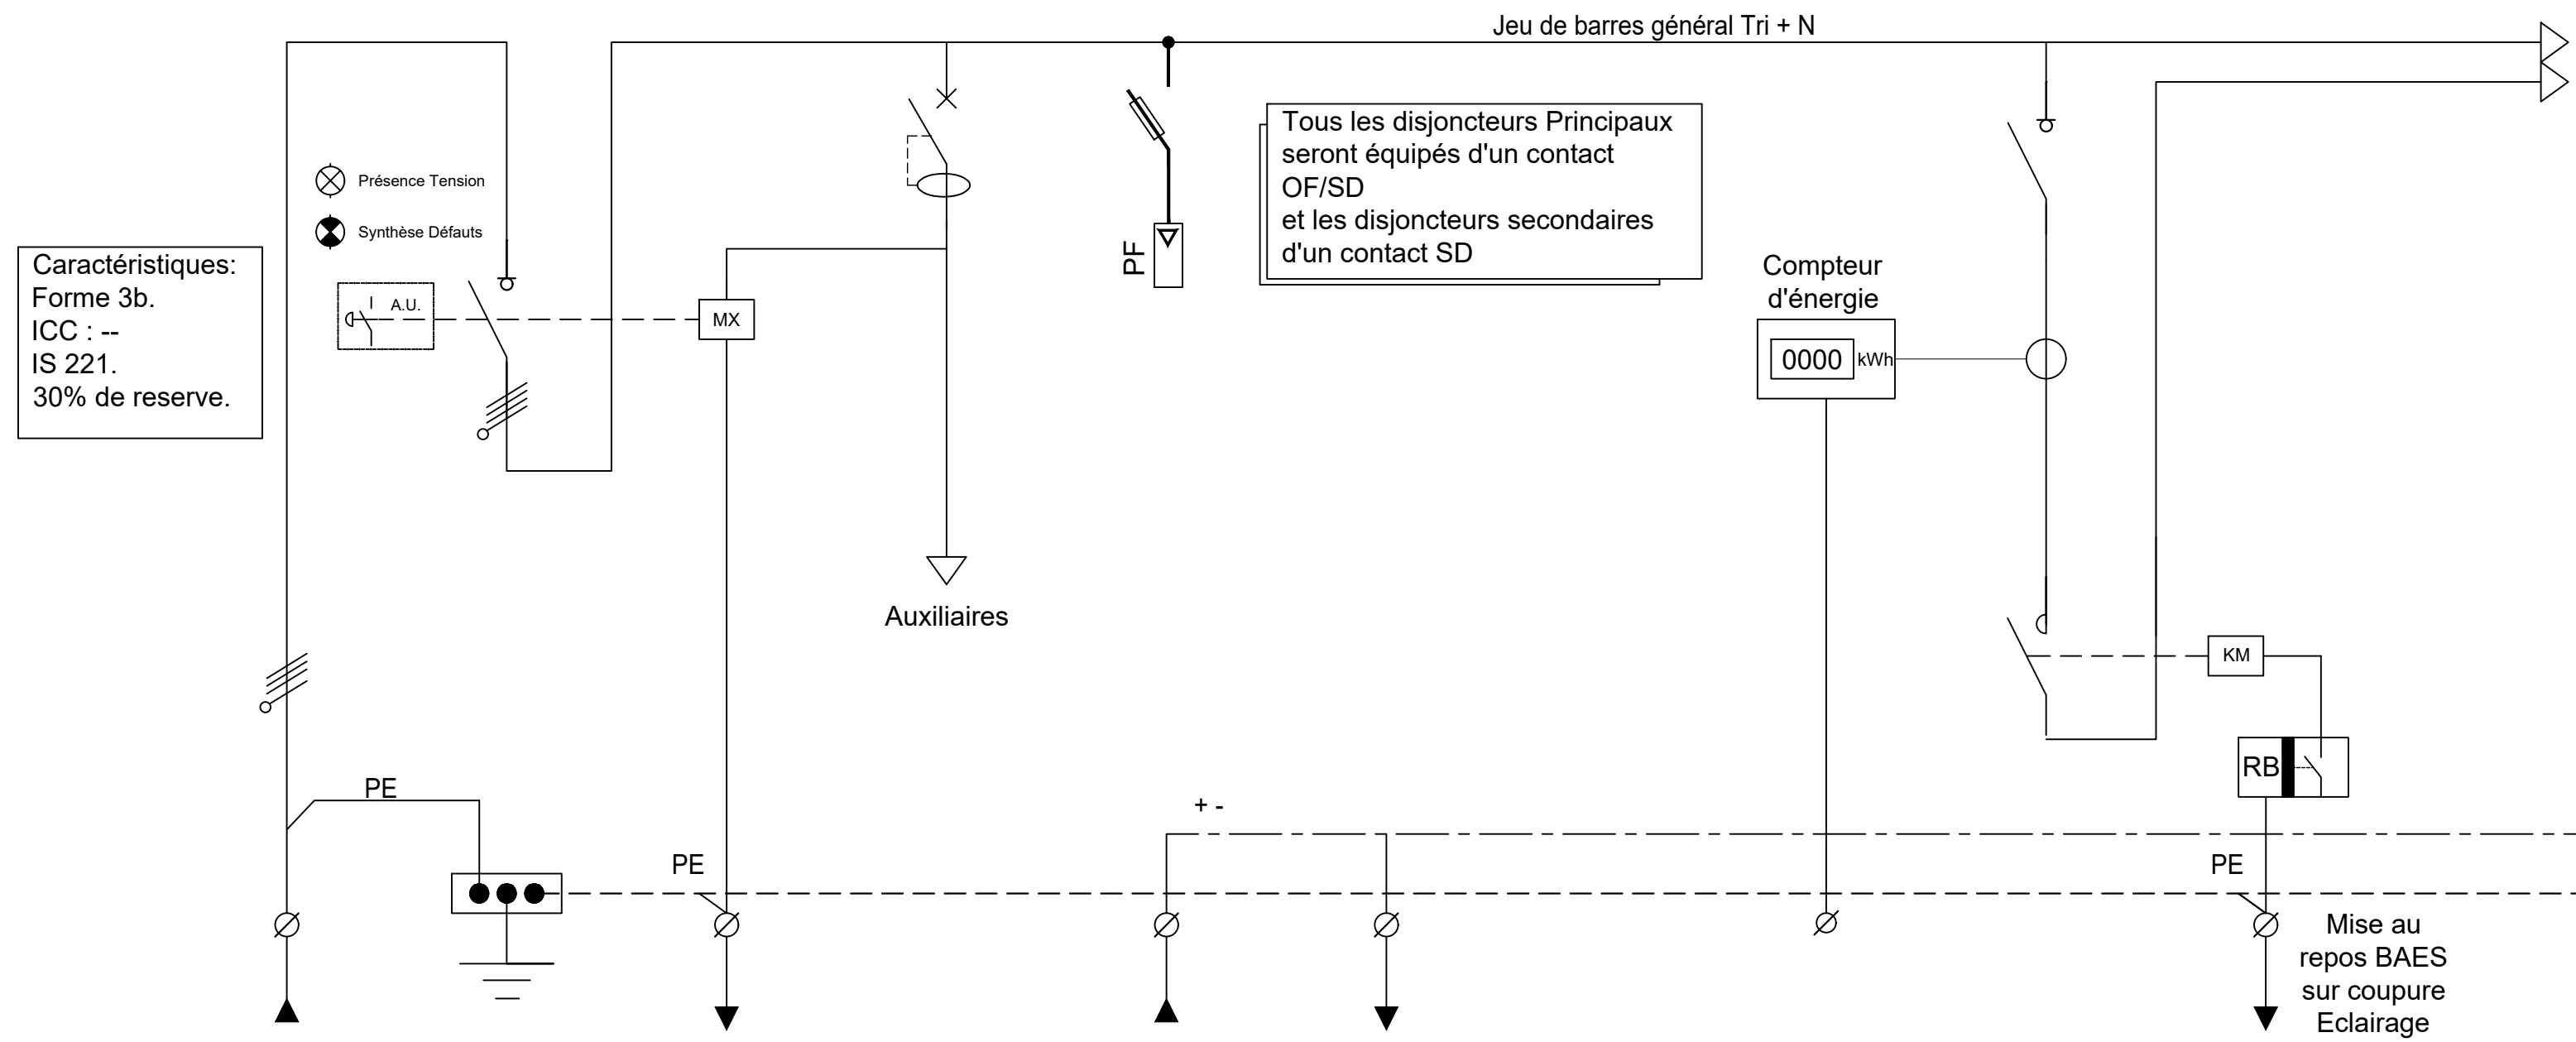 Jeu de barres général Tri + N
Présence Tension
Synthèse Défauts
Caractéristiques:
Forme 3b.
ICC : --
IS 221.
30% de reserve.
A.U.
MX
Auxiliaires
PF
Tous les disjoncteurs Principaux
seront équipés d'un contact
OF/SD
et les disjoncteurs secondaires
d'un contact SD
Compteur
d'énergie
0000 kWh
KM
RB
PE
+ -
PE
PE
Mise au
repos BAES
sur coupure
Eclairage